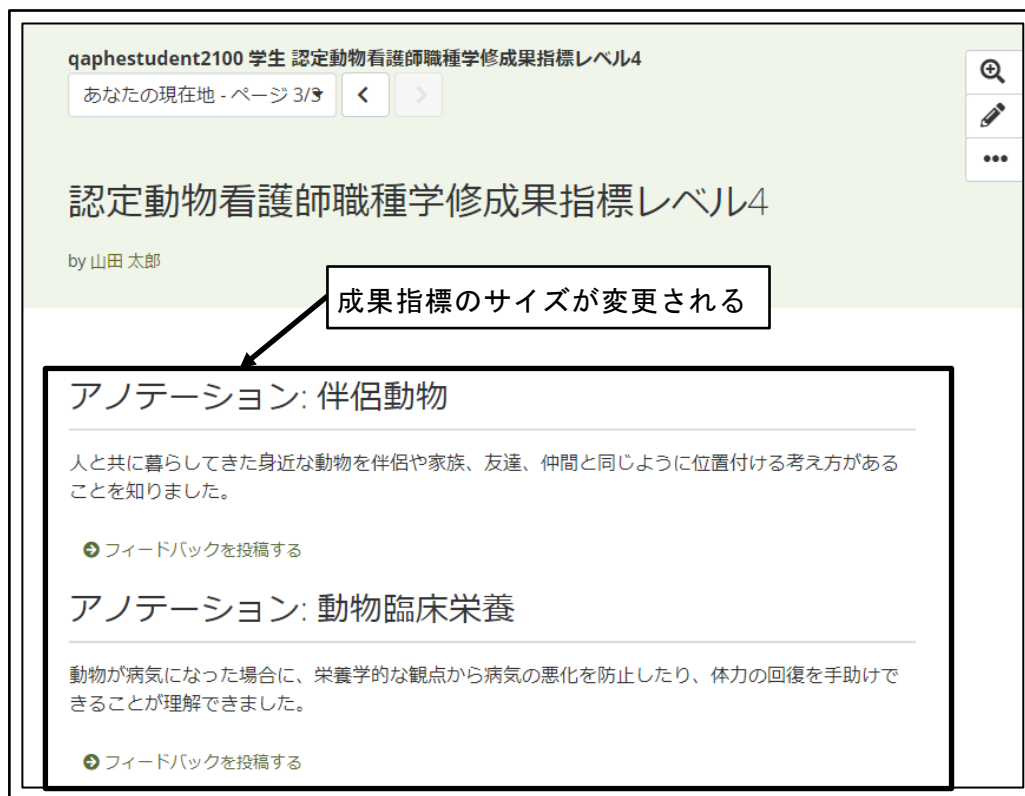 qaphestudent2100 学生 認定動物看護師職種学修成果指標レベル4
あなたの現在地 - ページ 3/3
認定動物看護師職種学修成果指標レベル4
by 山田 太郎
成果指標のサイズが変更される
アノテーション: 伴侶動物
人と共に暮らしてきた身近な動物を伴侶や家族、友達、仲間と同じように位置付ける考え方がある
ことを知りました。
フィードバックを投稿する
アノテーション: 動物臨床栄養
動物が病気になった場合に、栄養学的な観点から病気の悪化を防止したり、体力の回復を手助けで
きることが理解できました。
フィードバックを投稿する